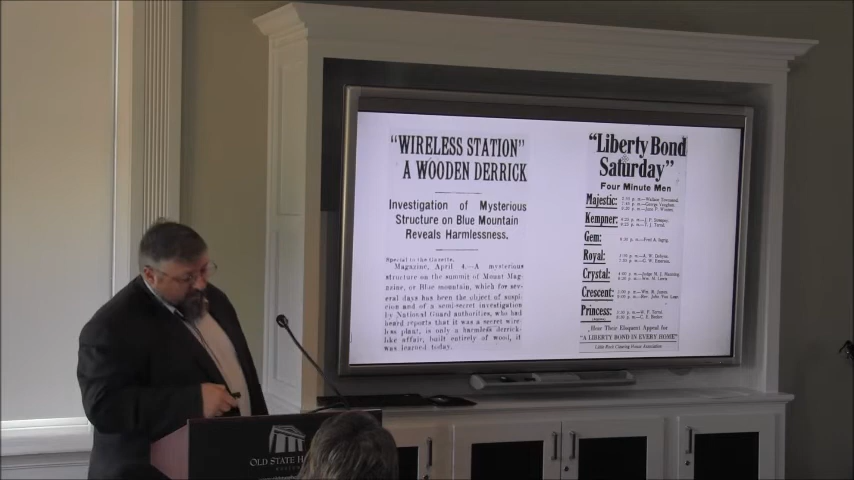 "WIRELESS STATION"
A WOODEN DERRICK
Investigation of Mysterious
Structure on Blue Mountain
Reveals Harmlessness.
Special to the Gazette.
Magazine, April 4.—A mysterious
structure on the summit of Mount Mag-
azine, or Blue mountain, which for sev-
eral days has been the object of suspi-
cion and of a semi-secret investigation
by National Guard authorities, who had
heard reports that it was a secret wire-
less plant, is only a harmless derrick-
like affair, built entirely of wood, it
was learned today.
"Liberty Bond
Saturday"
Four Minute Men
Majestic:
Kempner:
Gem:
Royal:
Crystal:
Crescent:
Princess:
Hear Their Eloquent Appeal for
"A LIBERTY BOND IN EVERY HOME"
Little Rock Clearing House Association
OLD STATE